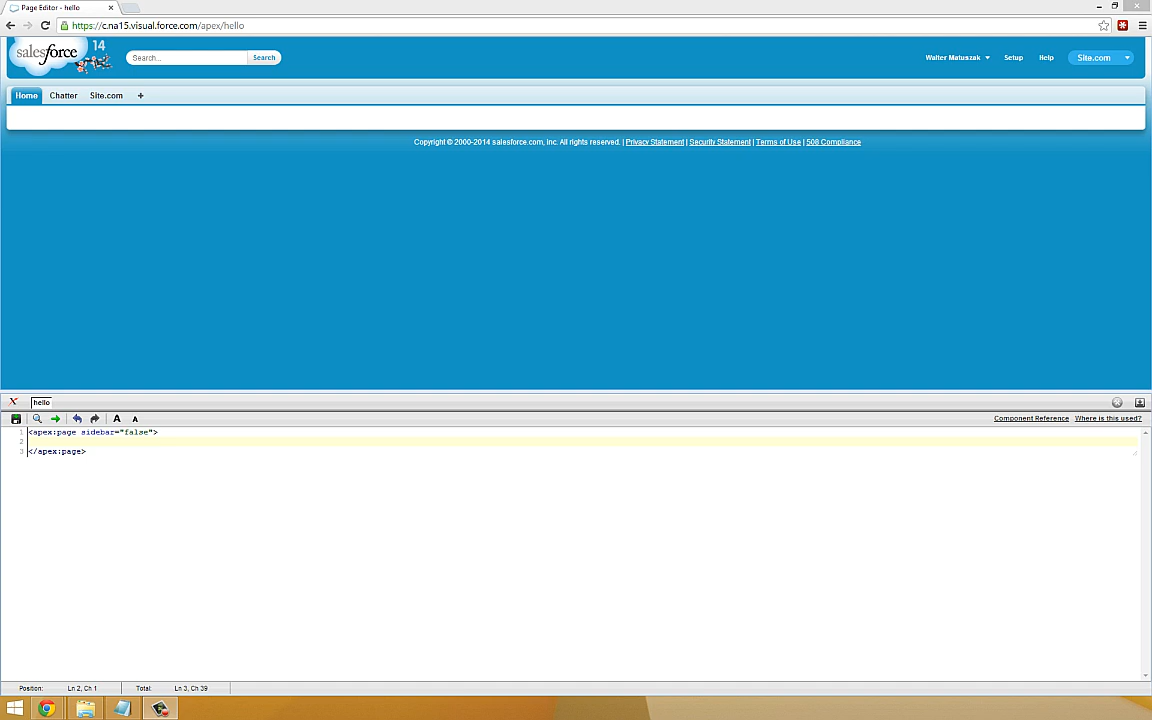 Page Editor - hello
https://c.na15.visual.force.com/apex/hello
salesforce 14 Search... Search Walter Matuszak Setup Help Site.com
Home Chatter Site.com +
Copyright © 2000-2014 salesforce.com, inc. All rights reserved. | Privacy Statement | Security Statement | Terms of Use | 508 Compliance
hello
A A Component Reference Where is this used?
1 <apex:page sidebar="false">
2
3 </apex:page>
Position: Ln 2, Ch 1 Total: Ln 3, Ch 39